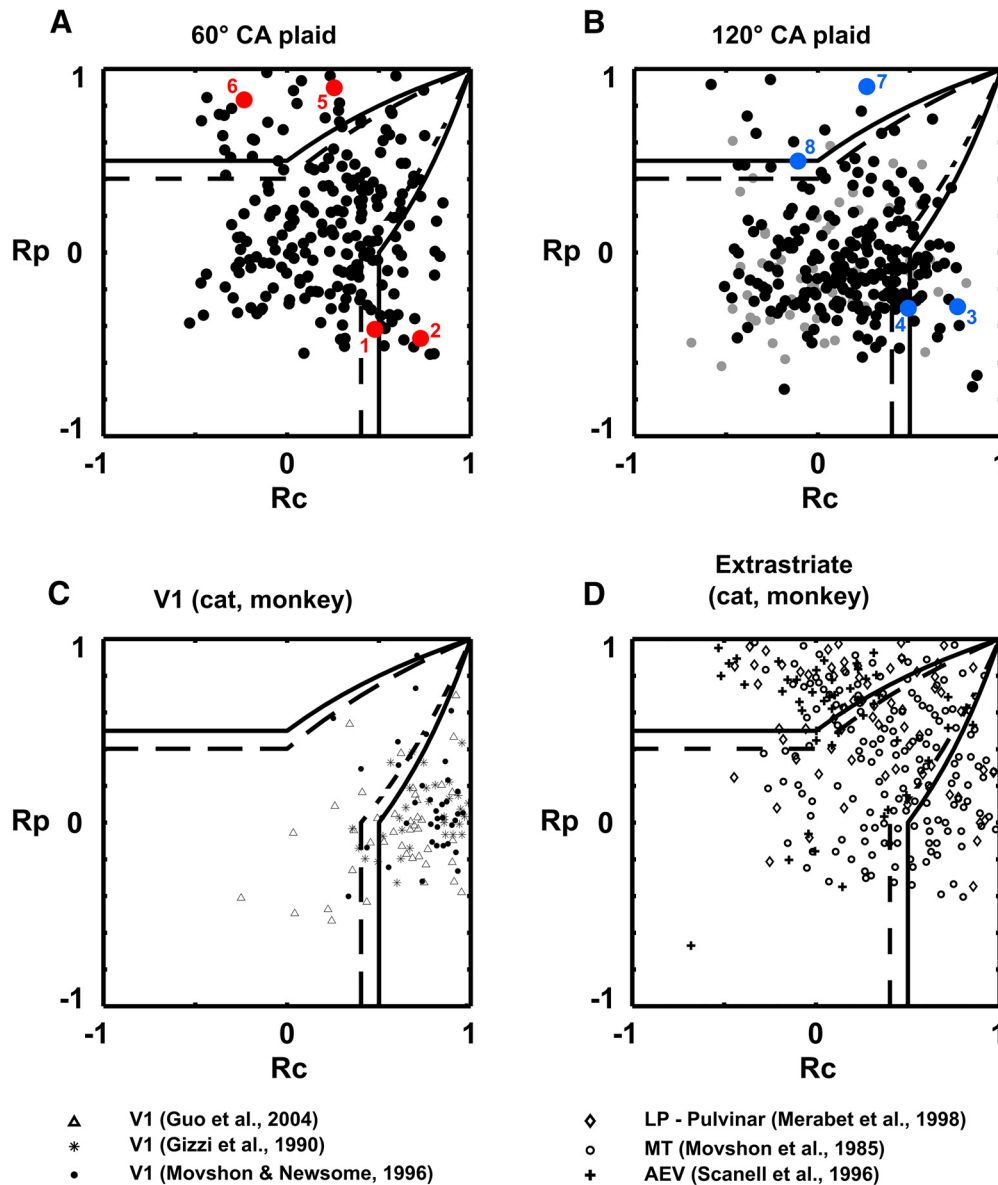 A
60° CA plaid
1
6
5
Rp
0
1
2
-1
-1
0
1
Rc
B
120° CA plaid
1
7
8
Rp
0
4
3
-1
-1
0
1
Rc
C
V1 (cat, monkey)
1
Rp
0
-1
-1
0
1
Rc
D
Extrastriate
(cat, monkey)
1
Rp
0
-1
-1
0
1
Rc
V1 (Guo et al., 2004)
V1 (Gizzi et al., 1990)
V1 (Movshon & Newsome, 1996)
LP - Pulvinar (Merabet et al., 1998)
MT (Movshon et al., 1985)
AEV (Scanell et al., 1996)